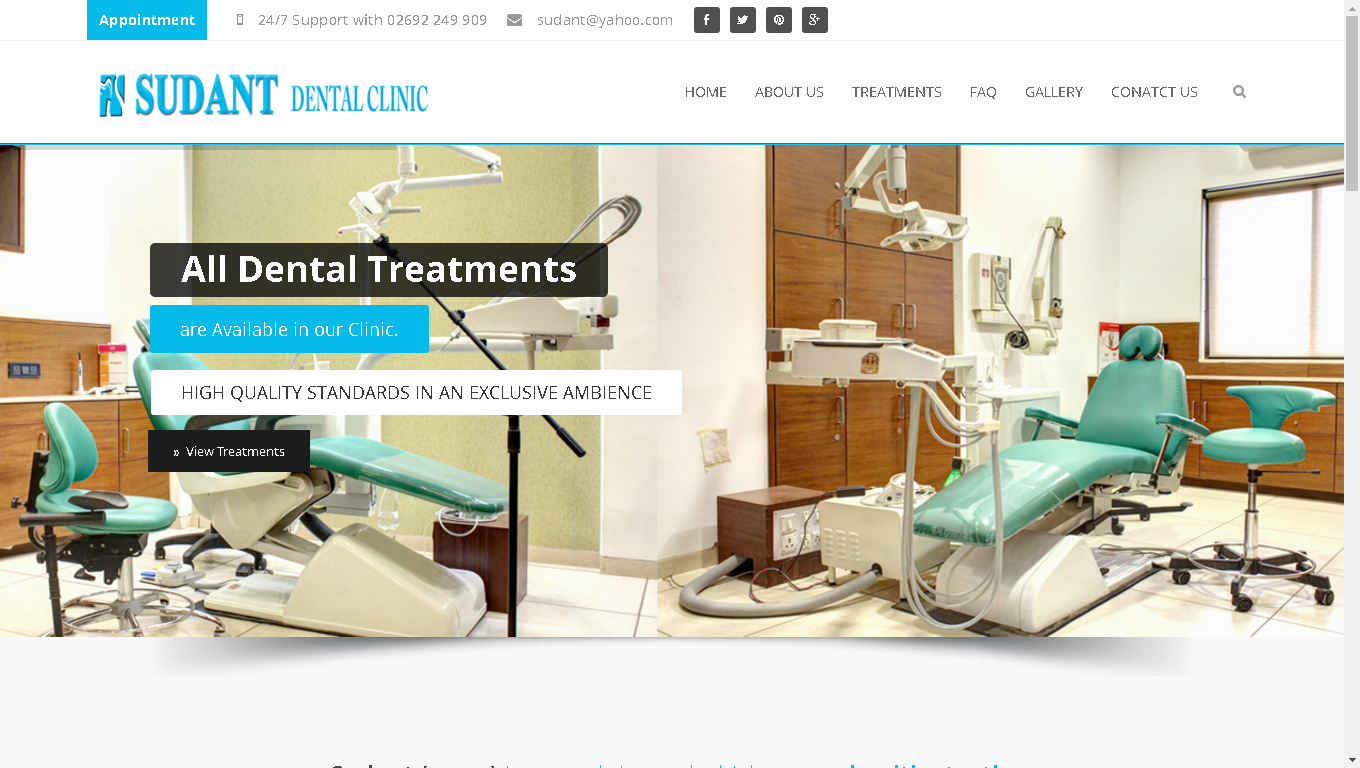 Appointment
24/7 Support with 02692 249 909
sudant@yahoo.com
SUDANT DENTAL CLINIC
HOME
ABOUT US
TREATMENTS
FAQ
GALLERY
CONATCT US
All Dental Treatments
are Available in our Clinic.
HIGH QUALITY STANDARDS IN AN EXCLUSIVE AMBIENCE
» View Treatments